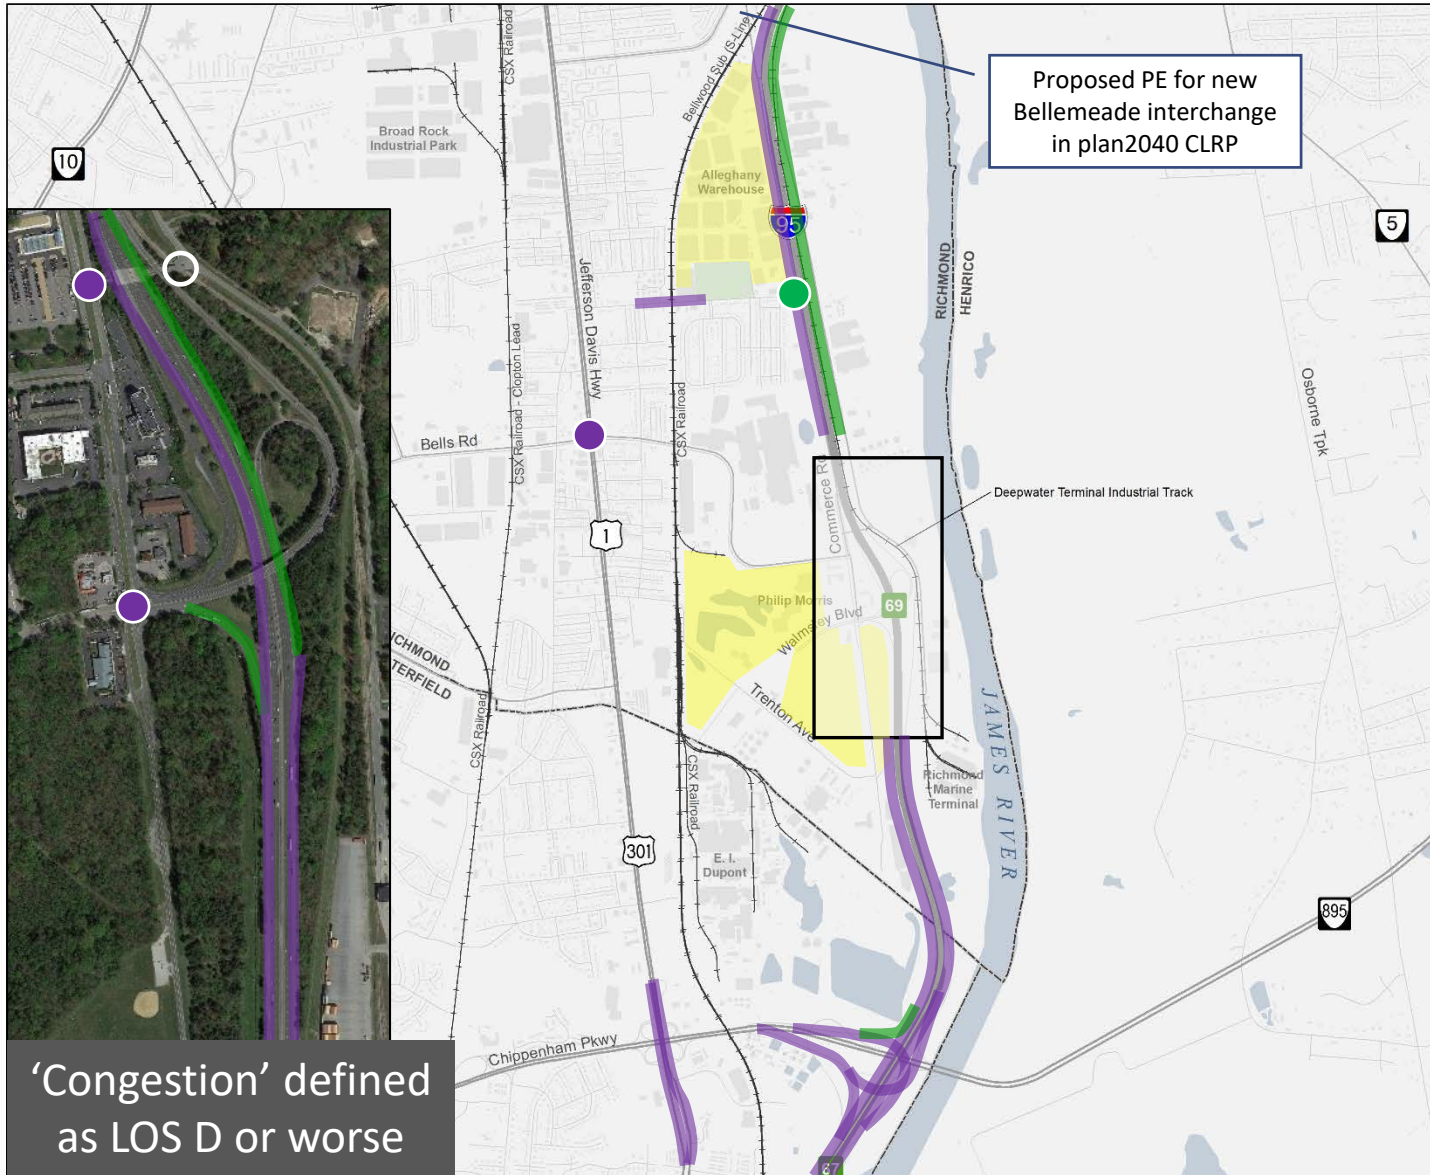 Proposed PE for new
Bellemeade interchange
in plan2040 CLRP
CSX Railroad
Bellwood Sub (S-Line)
Broad Rock
Industrial Park
10
Alleghany
Warehouse
95
5
RICHMOND
HENRICO
Jefferson Davis Hwy
CSX Railroad - Clopton Lead
CSX Railroad
Osborne Tpk
Bells Rd
Commerce Rd
Deepwater Terminal Industrial Track
1
Philip Morris
Walmsley Blvd
69
RICHMOND
TERFIELD
Trenton Ave
CSX Railroad
CSX Railroad
JAMES RIVER
Richmond
Marine
Terminal
301
E. I.
Dupont
895
Chippenham Pkwy
67
'Congestion' defined
as LOS D or worse